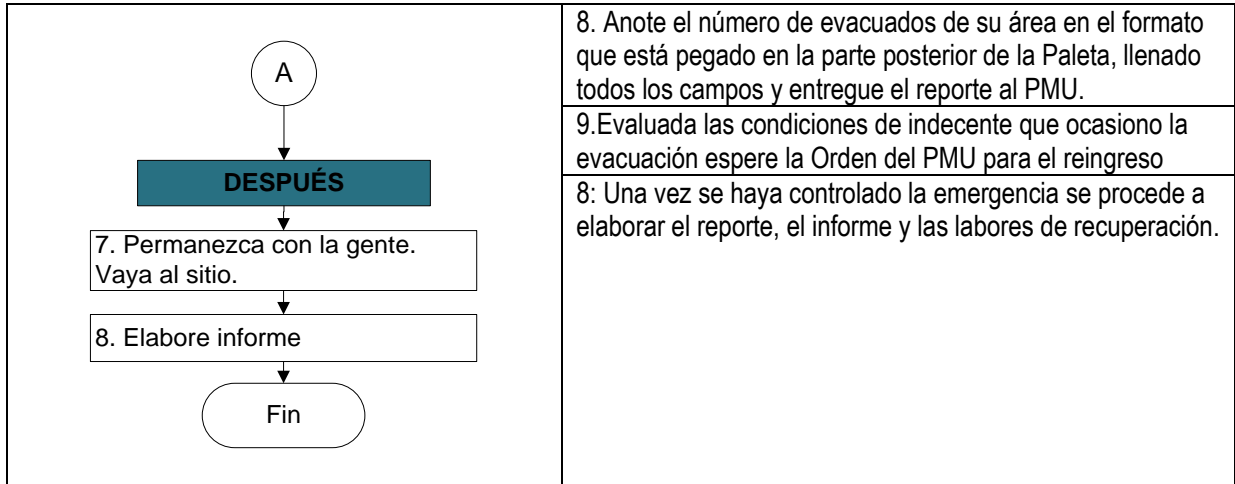 A
DESPUÉS
7. Permanezca con la gente.
Vaya al sitio.
8. Elabore informe
Fin
8. Anote el número de evacuados de su área en el formato
que está pegado en la parte posterior de la Paleta, llenado
todos los campos y entregue el reporte al PMU.
9.Evaluada las condiciones de indecente que ocasiono la
evacuación espere la Orden del PMU para el reingreso
8: Una vez se haya controlado la emergencia se procede a
elaborar el reporte, el informe y las labores de recuperación.